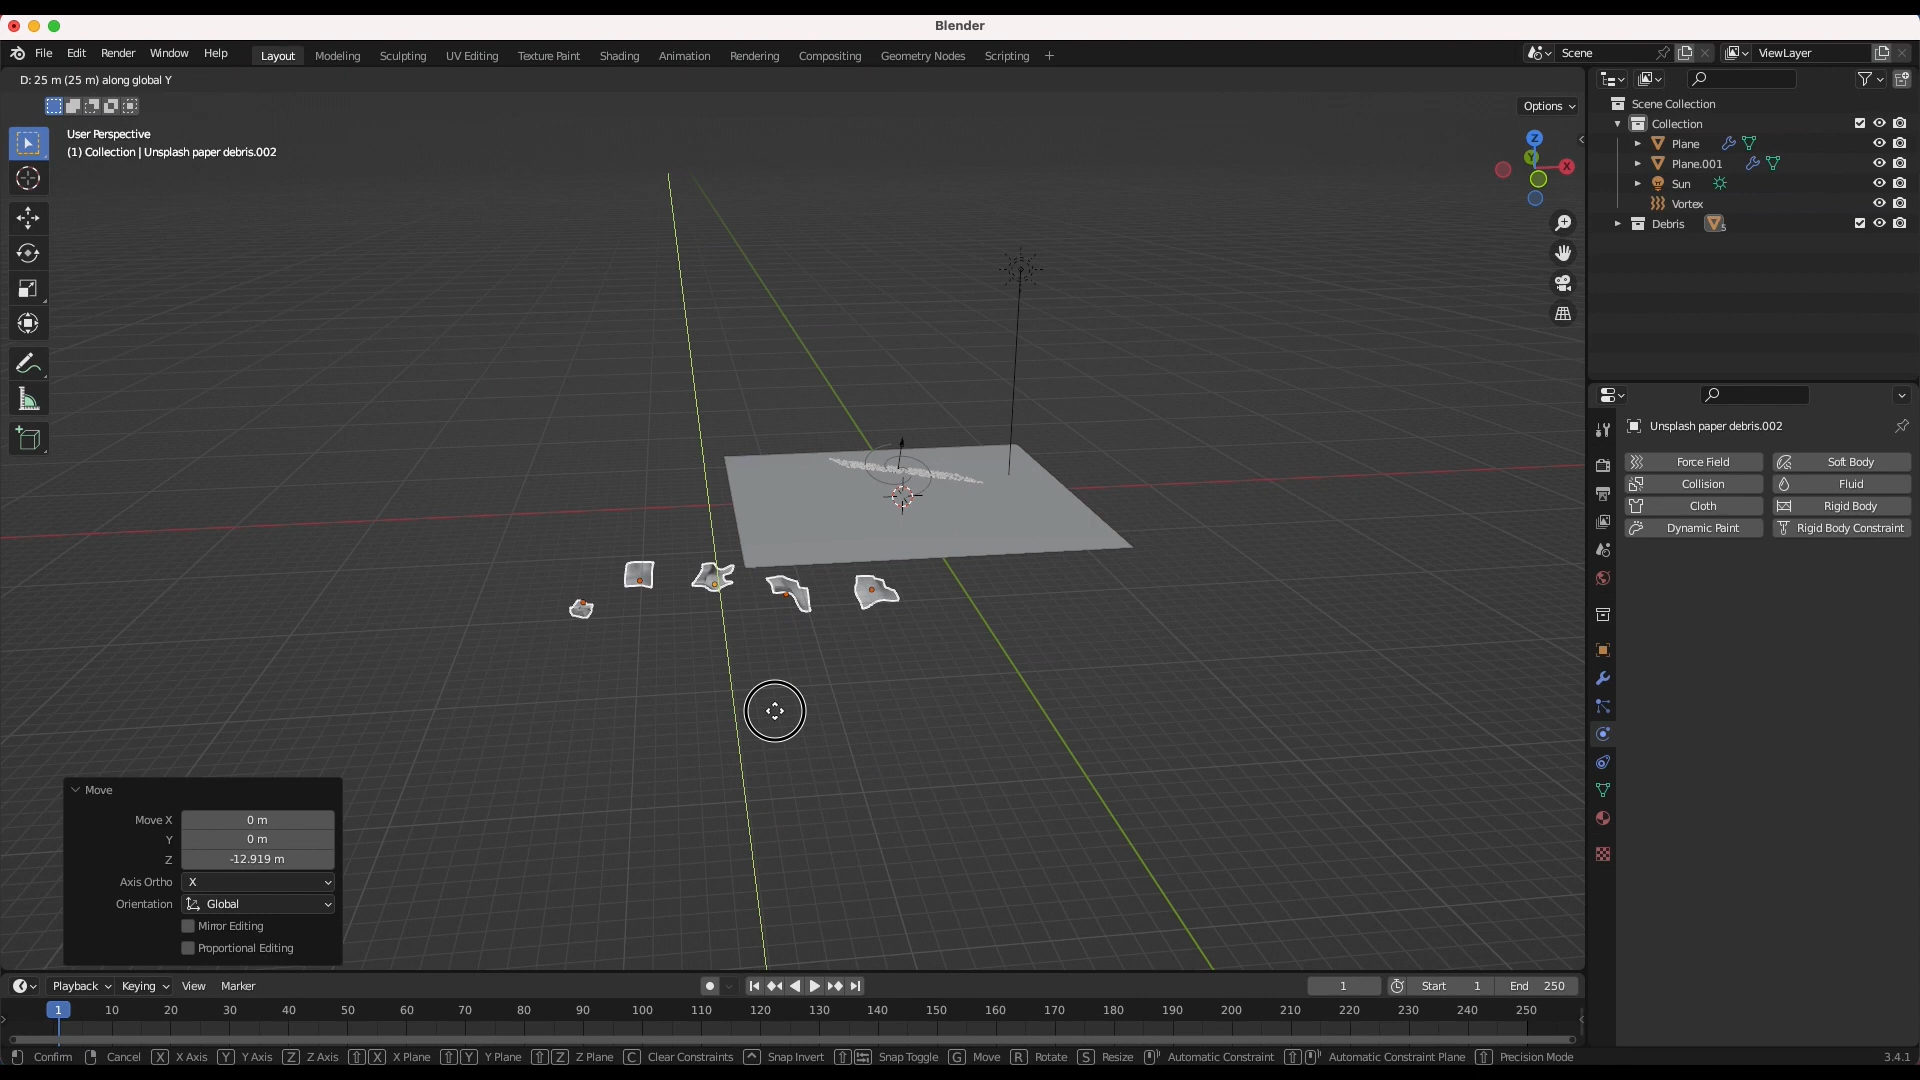 Blender
File Edit Render Window Help Layout Modeling Sculpting UV Editing Texture Paint Shading Animation Rendering Compositing Geometry Nodes Scripting + Scene ViewLayer
D: 25 m (25 m) along global Y
Options
User Perspective
(1) Collection | Unsplash paper debris.002
Z
Y
X
Scene Collection
Collection
Plane
Plane.001
Sun
Vortex
Debris 5
Unsplash paper debris.002
Force Field Soft Body
Collision Fluid
Cloth Rigid Body
Dynamic Paint Rigid Body Constraint
Move
Move X 0 m
Y 0 m
Z -12.919 m
Axis Ortho X
Orientation Global
Mirror Editing
Proportional Editing
Playback Keying View Marker 1 Start 1 End 250
1 10 20 30 40 50 60 70 80 90 100 110 120 130 140 150 160 170 180 190 200 210 220 230 240 250
Confirm Cancel X X Axis Y Y Axis Z Z Axis X X Plane Y Y Plane Z Z Plane C Clear Constraints Snap Invert Snap Toggle G Move R Rotate S Resize Automatic Constraint Automatic Constraint Plane Precision Mode 3.4.1